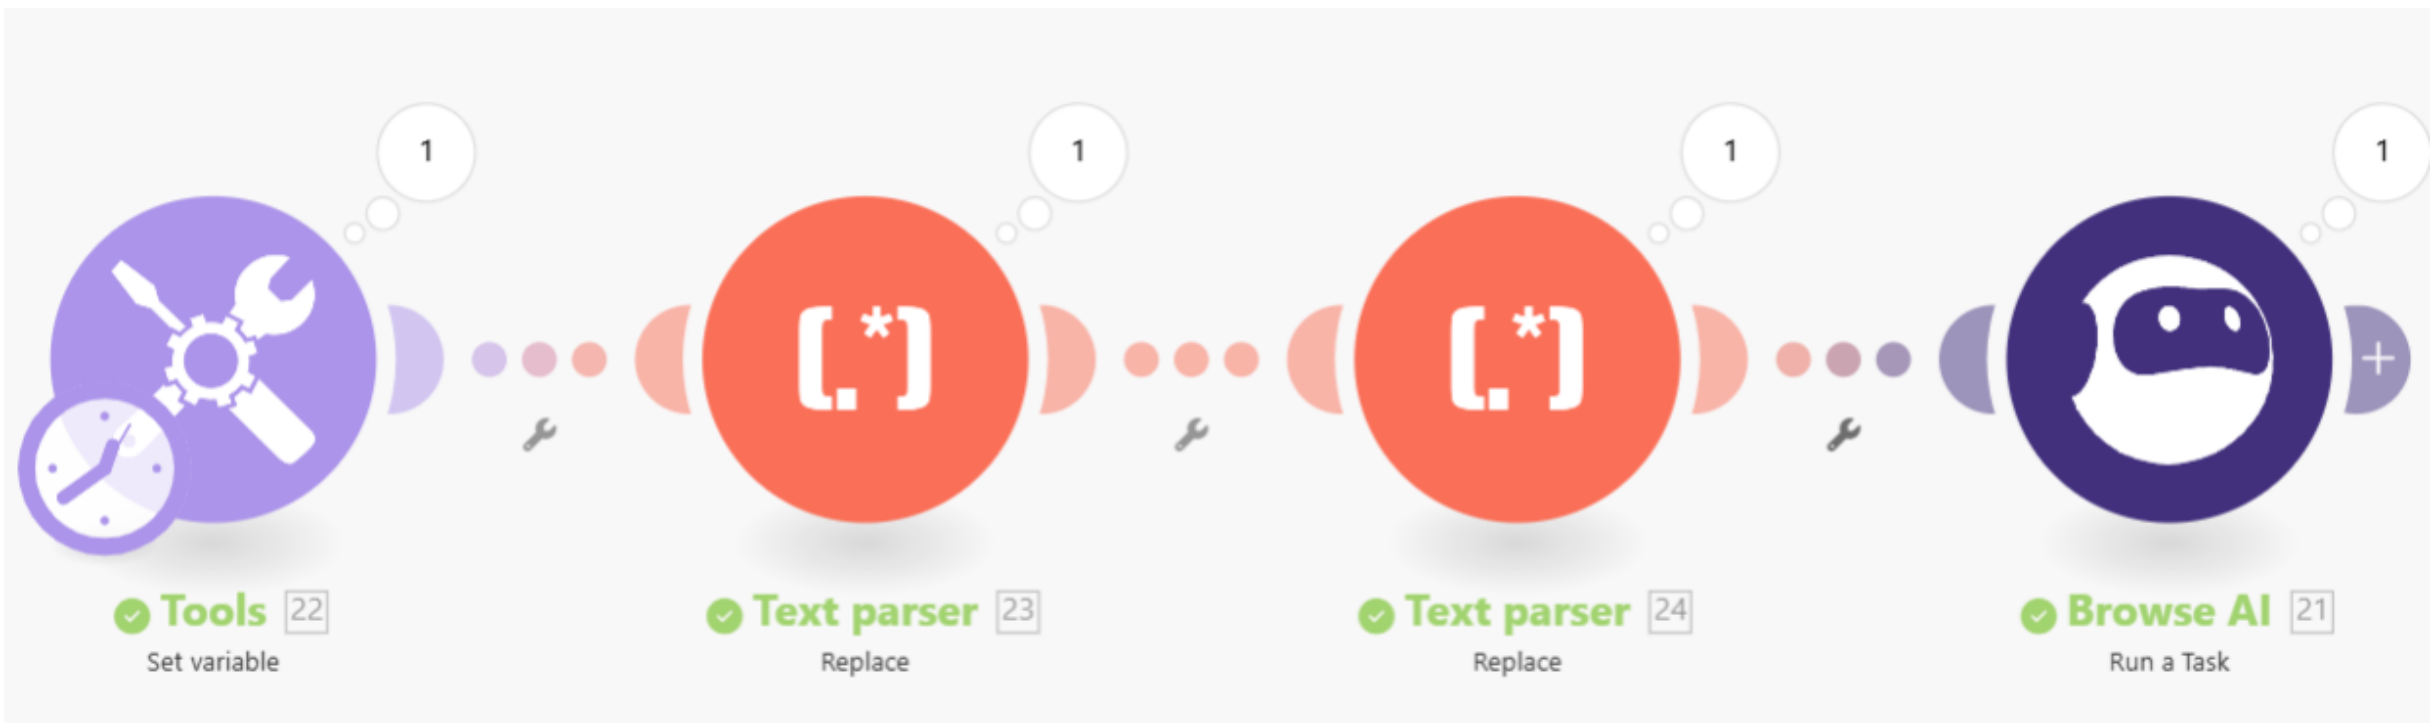 1
1
1
1
(.*)
(.*)
Tools 22
Set variable
Text parser 23
Replace
Text parser 24
Replace
Browse AI 21
Run a Task